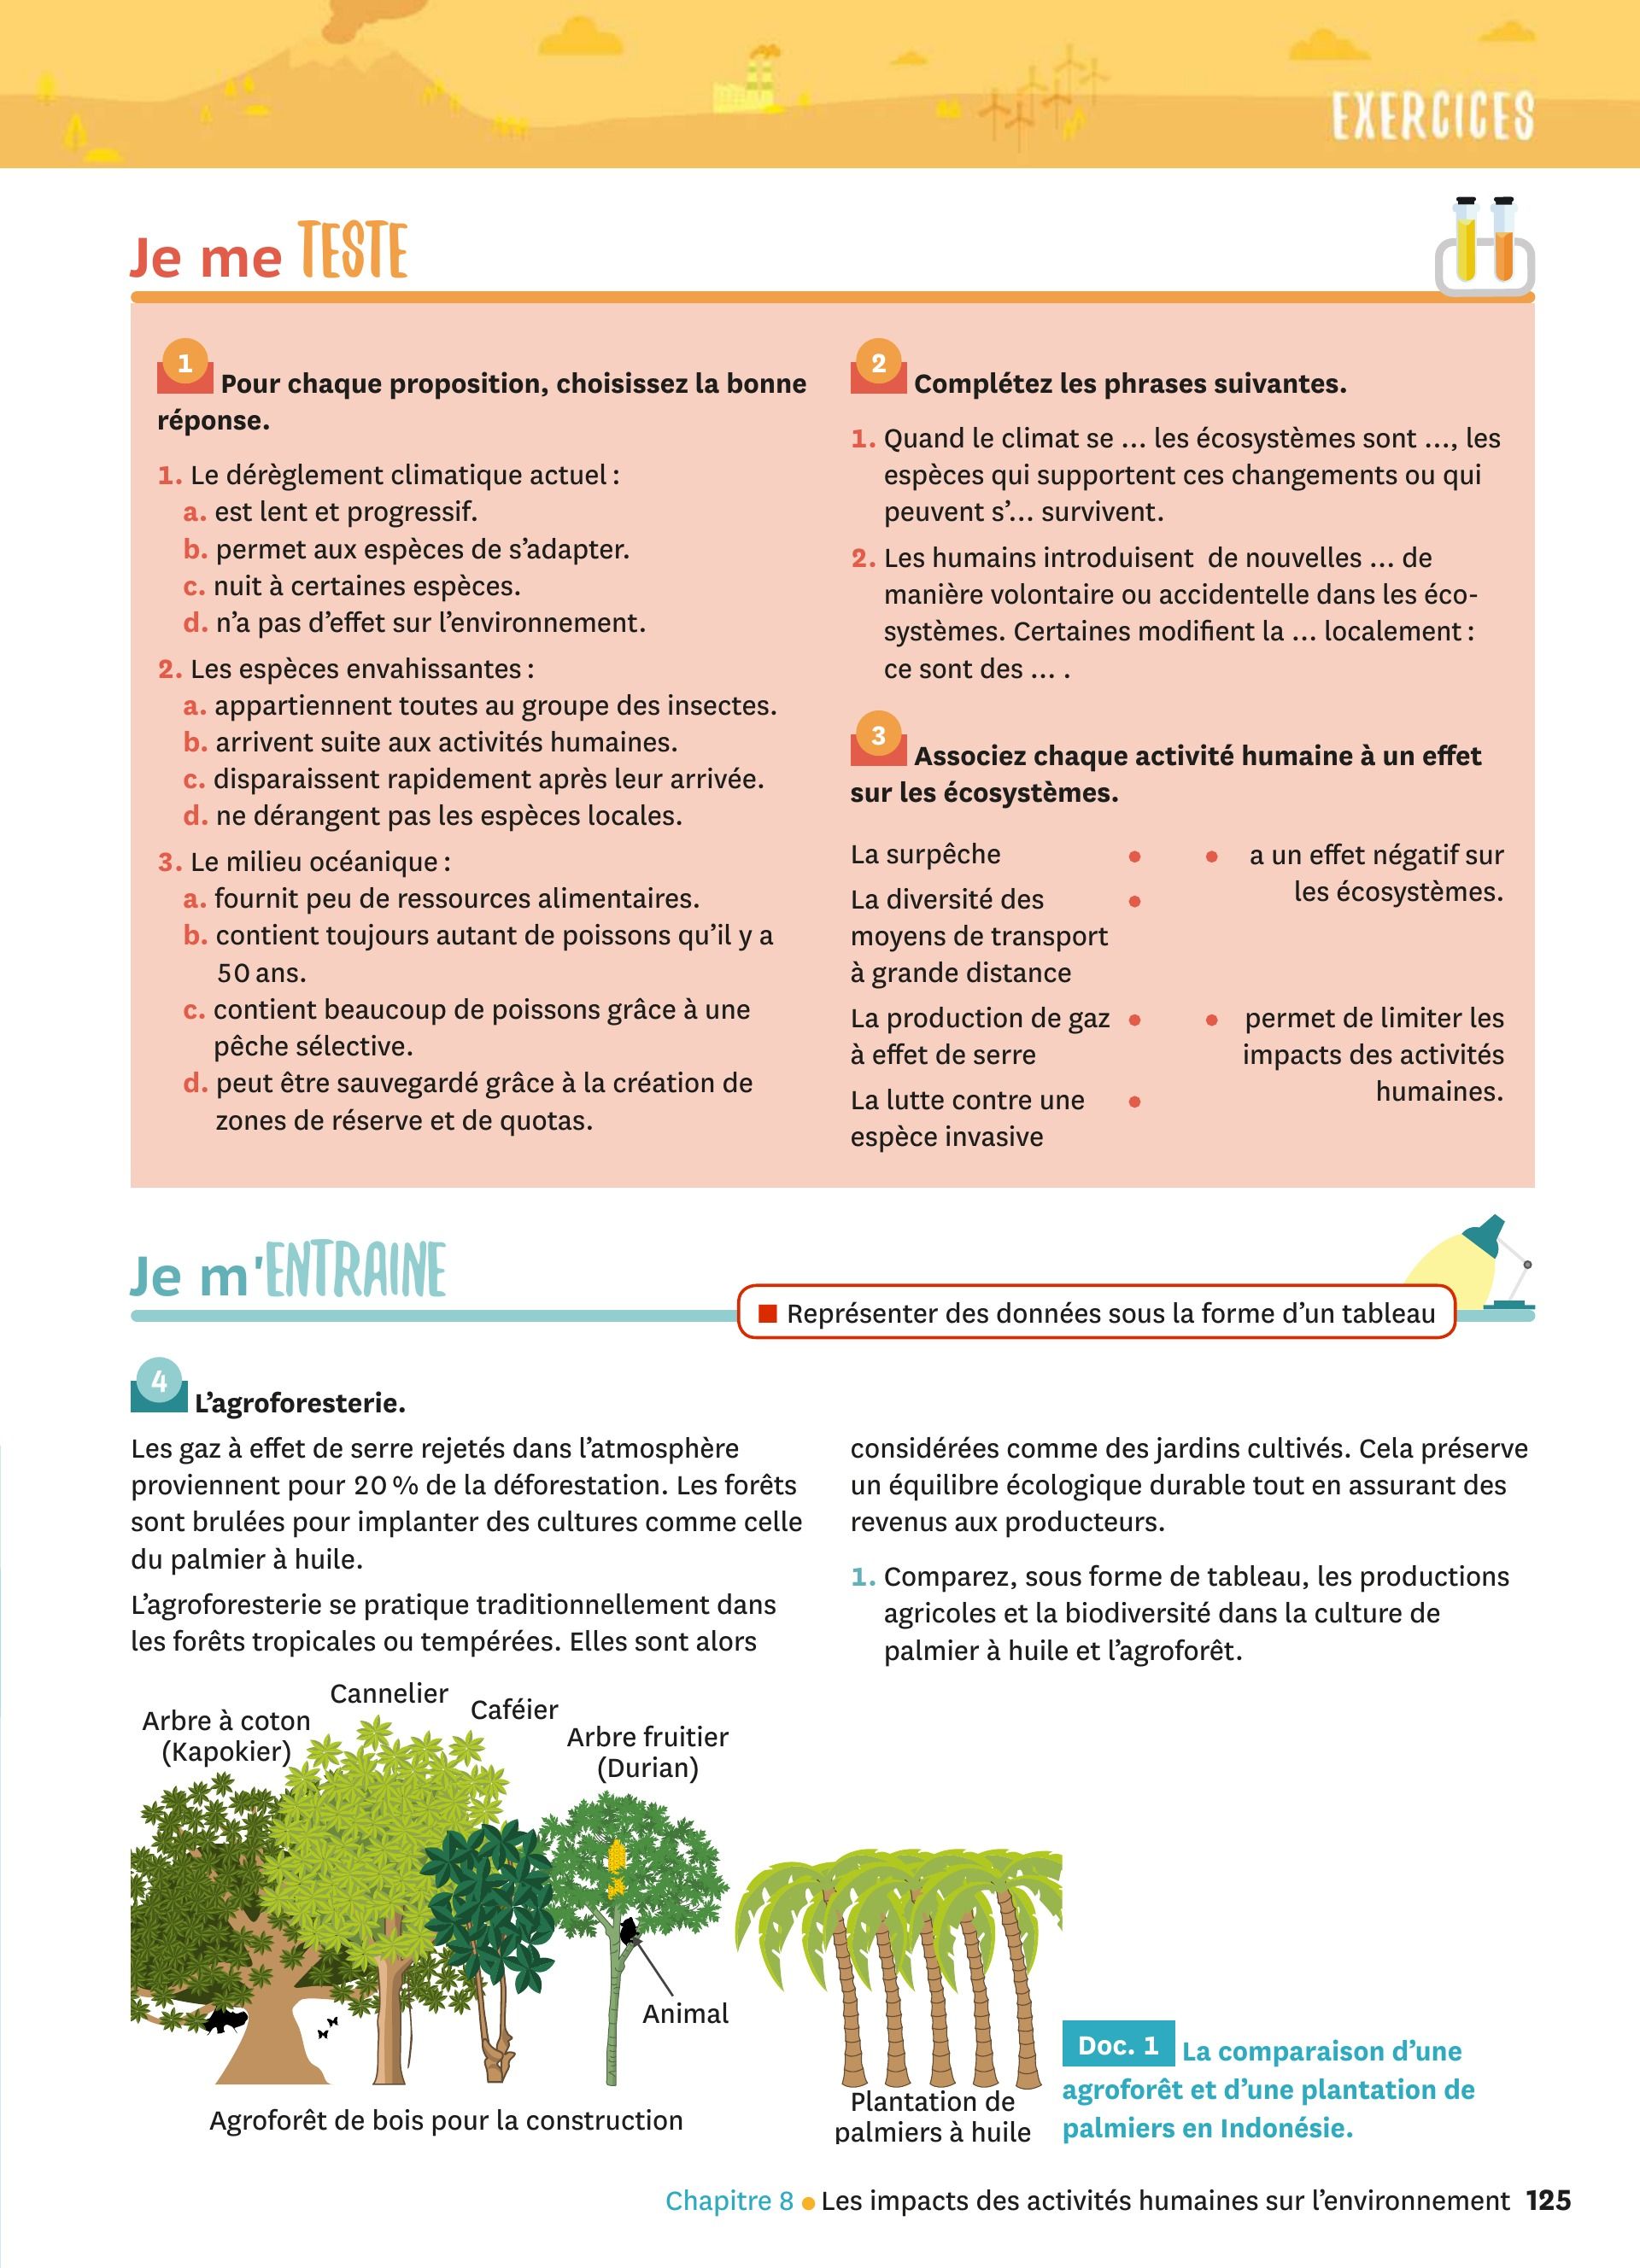 EXERCICES
Je me TESTE
1 Pour chaque proposition, choisissez la bonne
réponse.
1. Le dérèglement climatique actuel :
a. est lent et progressif.
b. permet aux espèces de s’adapter.
c. nuit à certaines espèces.
d. n’a pas d’effet sur l’environnement.
2. Les espèces envahissantes :
a. appartiennent toutes au groupe des insectes.
b. arrivent suite aux activités humaines.
c. disparaissent rapidement après leur arrivée.
d. ne dérangent pas les espèces locales.
3. Le milieu océanique :
a. fournit peu de ressources alimentaires.
b. contient toujours autant de poissons qu’il y a
50 ans.
c. contient beaucoup de poissons grâce à une
pêche sélective.
d. peut être sauvegardé grâce à la création de
zones de réserve et de quotas.
2 Complétez les phrases suivantes.
1. Quand le climat se ... les écosystèmes sont ..., les
espèces qui supportent ces changements ou qui
peuvent s’... survivent.
2. Les humains introduisent de nouvelles ... de
manière volontaire ou accidentelle dans les éco-
systèmes. Certaines modifient la ... localement :
ce sont des ... .
3 Associez chaque activité humaine à un effet
sur les écosystèmes.
La surpêche
La diversité des
moyens de transport
à grande distance
La production de gaz
à effet de serre
La lutte contre une
espèce invasive
a un effet négatif sur
les écosystèmes.
permet de limiter les
impacts des activités
humaines.
Je m'ENTRAINE
Représenter des données sous la forme d’un tableau
4 L’agroforesterie.
Les gaz à effet de serre rejetés dans l’atmosphère
proviennent pour 20 % de la déforestation. Les forêts
sont brulées pour implanter des cultures comme celle
du palmier à huile.
L’agroforesterie se pratique traditionnellement dans
les forêts tropicales ou tempérées. Elles sont alors
considérées comme des jardins cultivés. Cela préserve
un équilibre écologique durable tout en assurant des
revenus aux producteurs.
1. Comparez, sous forme de tableau, les productions
agricoles et la biodiversité dans la culture de
palmier à huile et l’agroforêt.
Arbre à coton
(Kapokier)
Cannelier
Caféier
Arbre fruitier
(Durian)
Animal
Agroforêt de bois pour la construction
Plantation de
palmiers à huile
Doc. 1 La comparaison d’une
agroforêt et d’une plantation de
palmiers en Indonésie.
Chapitre 8 ● Les impacts des activités humaines sur l’environnement 125